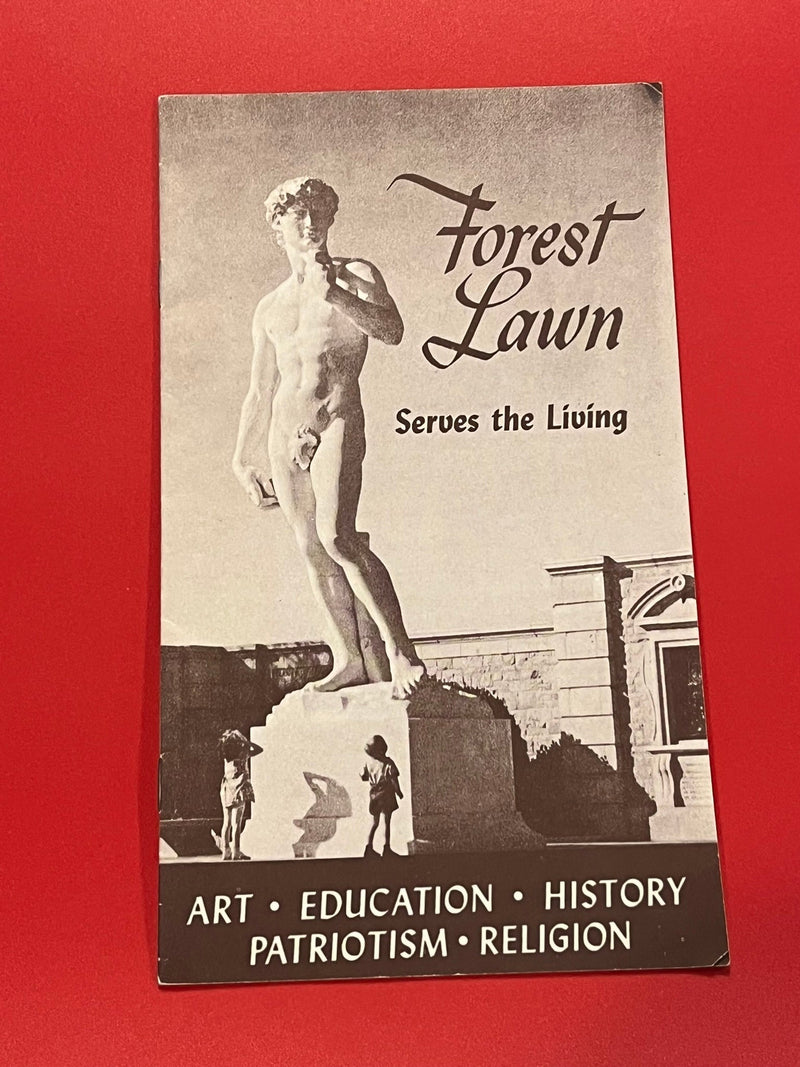 Forest
Lawn
Serves the Living
ART • EDUCATION • HISTORY
PATRIOTISM • RELIGION